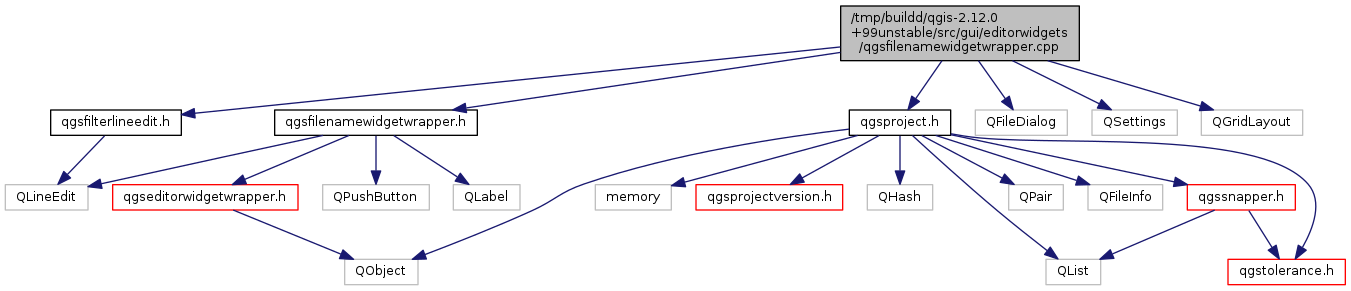 /tmp/buildd/qgis-2.12.0
+99unstable/src/gui/editorwidgets
/qgsfilenamewidgetwrapper.cpp
qgsfilterlineedit.h
qgsfilenamewidgetwrapper.h
qgsproject.h
QFileDialog
QSettings
QGridLayout
QLineEdit
qgseditorwidgetwrapper.h
QPushButton
QLabel
memory
qgsprojectversion.h
QHash
QPair
QFileInfo
qgssnapper.h
QObject
QList
qgstolerance.h